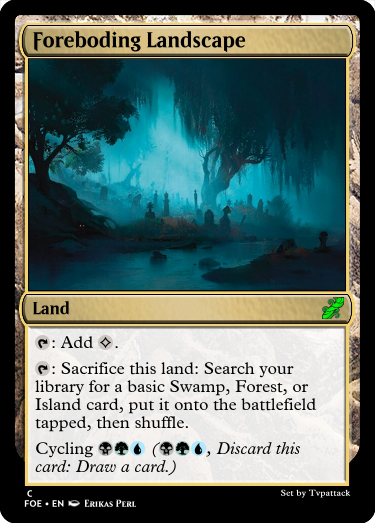 Foreboding Landscape
Land
: Add .
: Sacrifice this land: Search your
library for a basic Swamp, Forest, or
Island card, put it onto the battlefield
tapped, then shuffle.
Cycling  (, Discard this
card: Draw a card.)
C
FOE • EN Erikas Perl
Set by Tvpattack